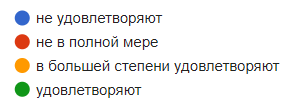 не удовлетворяют
не в полной мере
в большей степени удовлетворяют
удовлетворяют